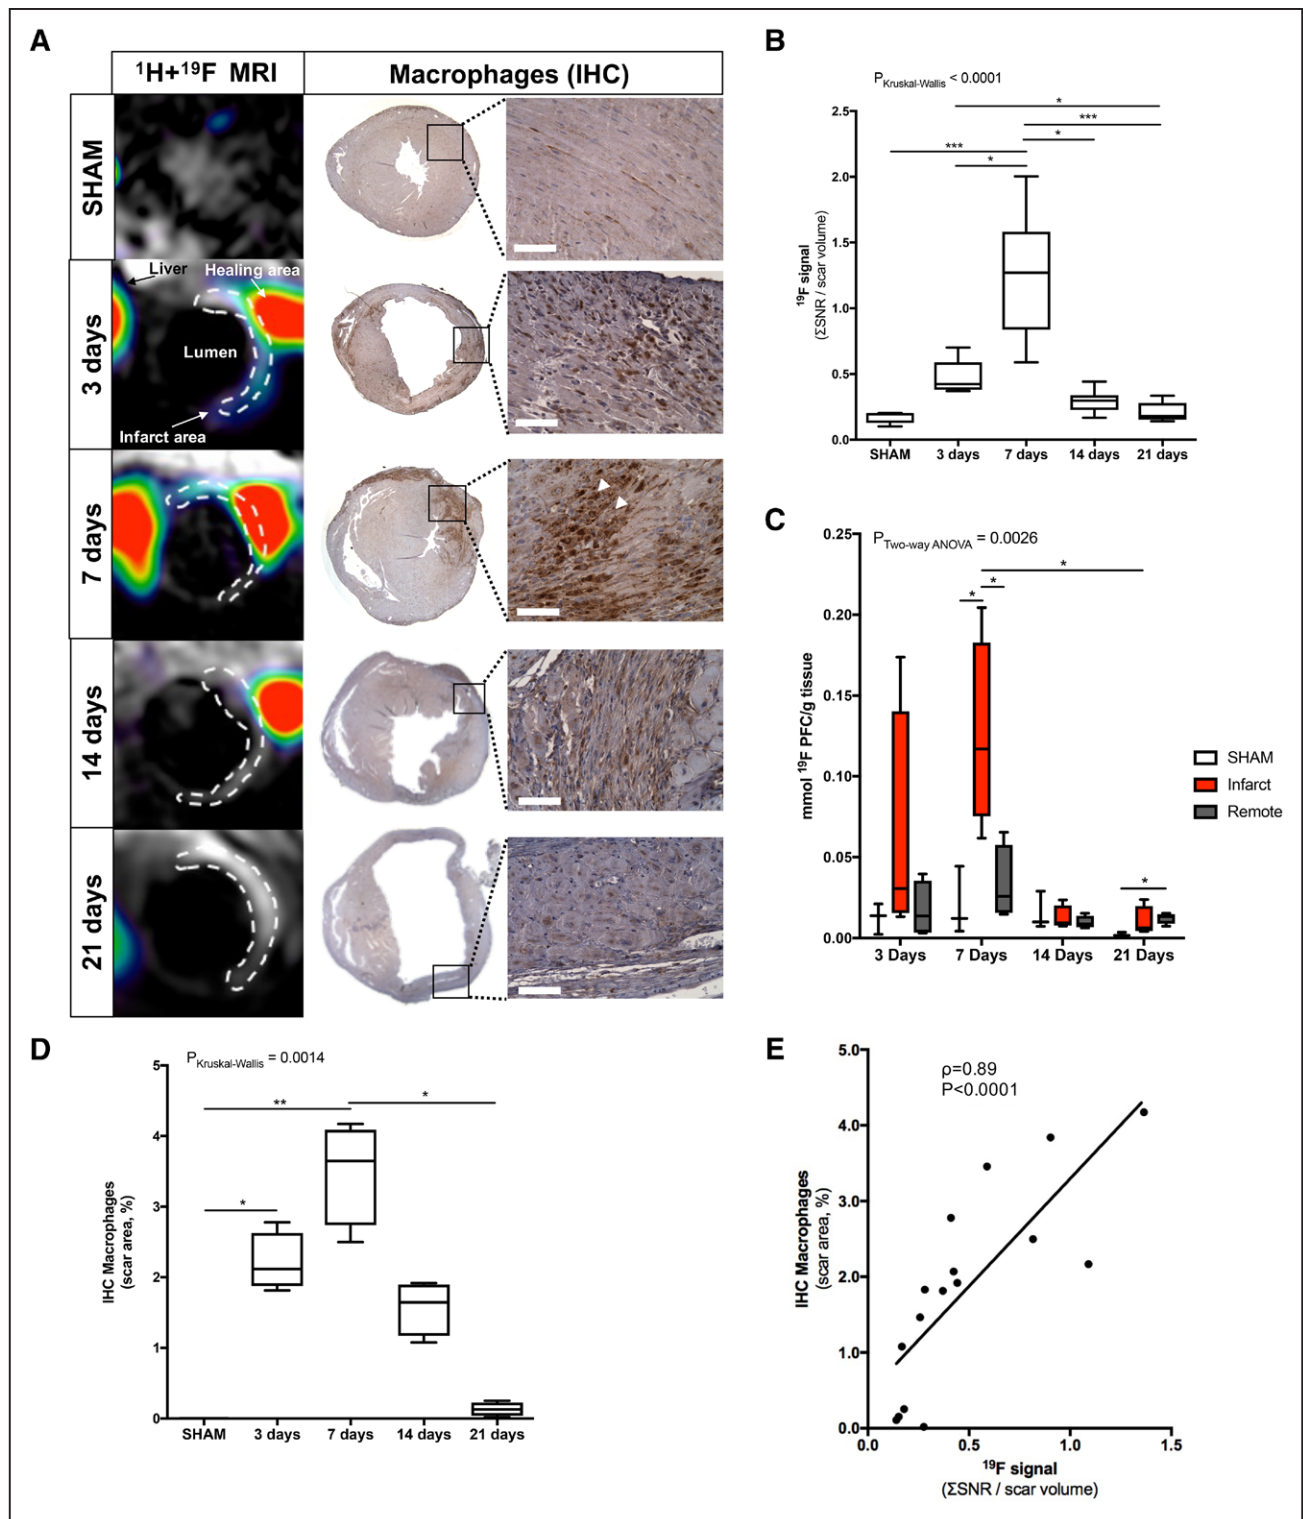 A
¹H+¹⁹F MRI
Macrophages (IHC)
SHAM
3 days
Liver
Healing area
Lumen
Infarct area
7 days
14 days
21 days
B
P Kruskal-Wallis < 0.0001
*
***
*
***
*
¹⁹F signal
(ΣSNR / scar volume)
2.5
2.0
1.5
1.0
0.5
0.0
SHAM 3 days 7 days 14 days 21 days
C
P Two-way ANOVA = 0.0026
*
*
*
*
mmol ¹⁹F PFC/g tissue
0.25
0.20
0.15
0.10
0.05
0.00
3 Days 7 Days 14 Days 21 Days
SHAM
Infarct
Remote
D
P Kruskal-Wallis = 0.0014
**
*
*
IHC Macrophages
(scar area, %)
5
4
3
2
1
0
SHAM 3 days 7 days 14 days 21 days
E
ρ=0.89
P<0.0001
IHC Macrophages
(scar area, %)
5.0
4.0
3.0
2.0
1.0
0.0
0.0 0.5 1.0 1.5
¹⁹F signal
(ΣSNR / scar volume)